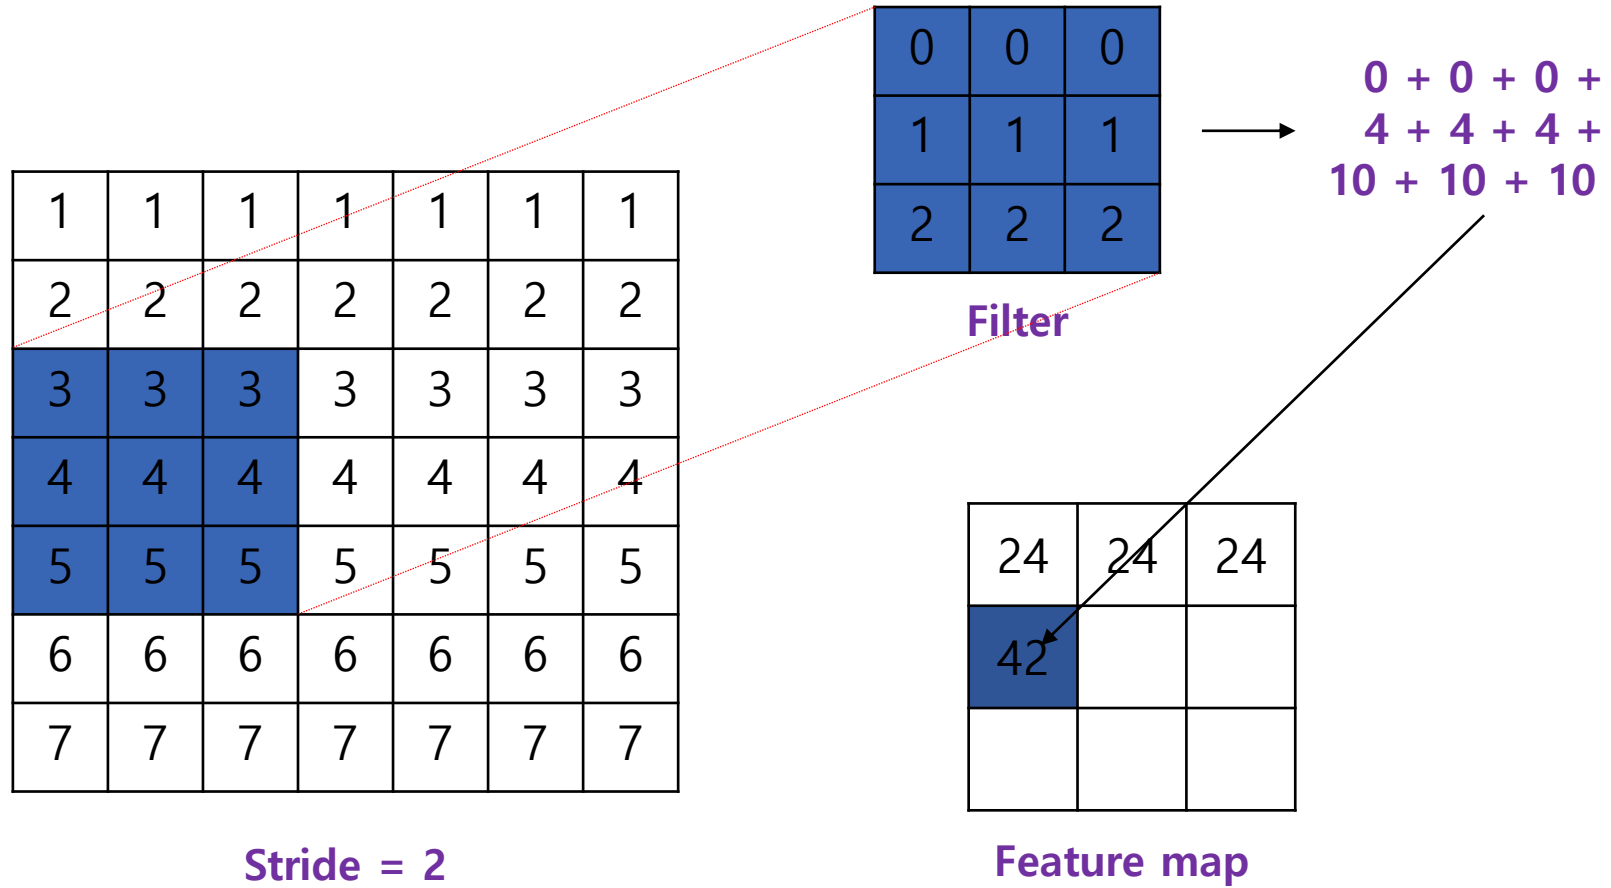 0 0 0
1 1 1
2 2 2
Filter
0 + 0 + 0 +
4 + 4 + 4 +
10 + 10 + 10
1 1 1 1 1 1 1
2 2 2 2 2 2 2
3 3 3 3 3 3 3
4 4 4 4 4 4 4
5 5 5 5 5 5 5
6 6 6 6 6 6 6
7 7 7 7 7 7 7
Stride = 2
24 24 24
42
Feature map